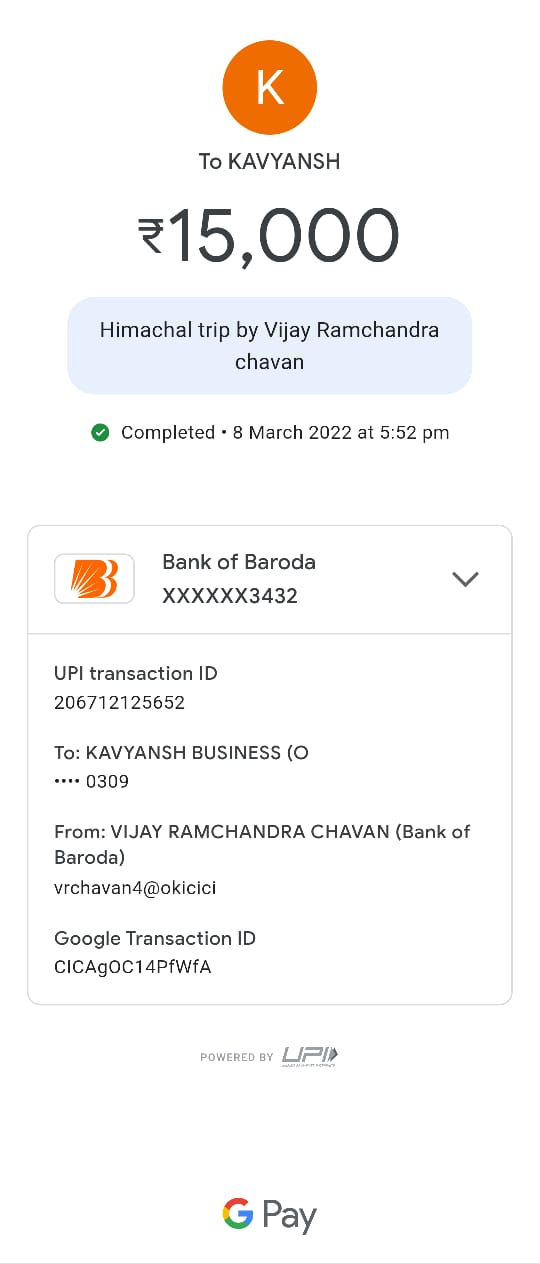 K
To KAVYANSH
₹15,000
Himachal trip by Vijay Ramchandra
chavan
Completed • 8 March 2022 at 5:52 pm
Bank of Baroda
XXXXXX3432
UPI transaction ID
206712125652
To: KAVYANSH BUSINESS (O
•••• 0309
From: VIJAY RAMCHANDRA CHAVAN (Bank of
Baroda)
vrchavan4@okicici
Google Transaction ID
CICAgOC14PfWfA
POWERED BY UPI
G Pay